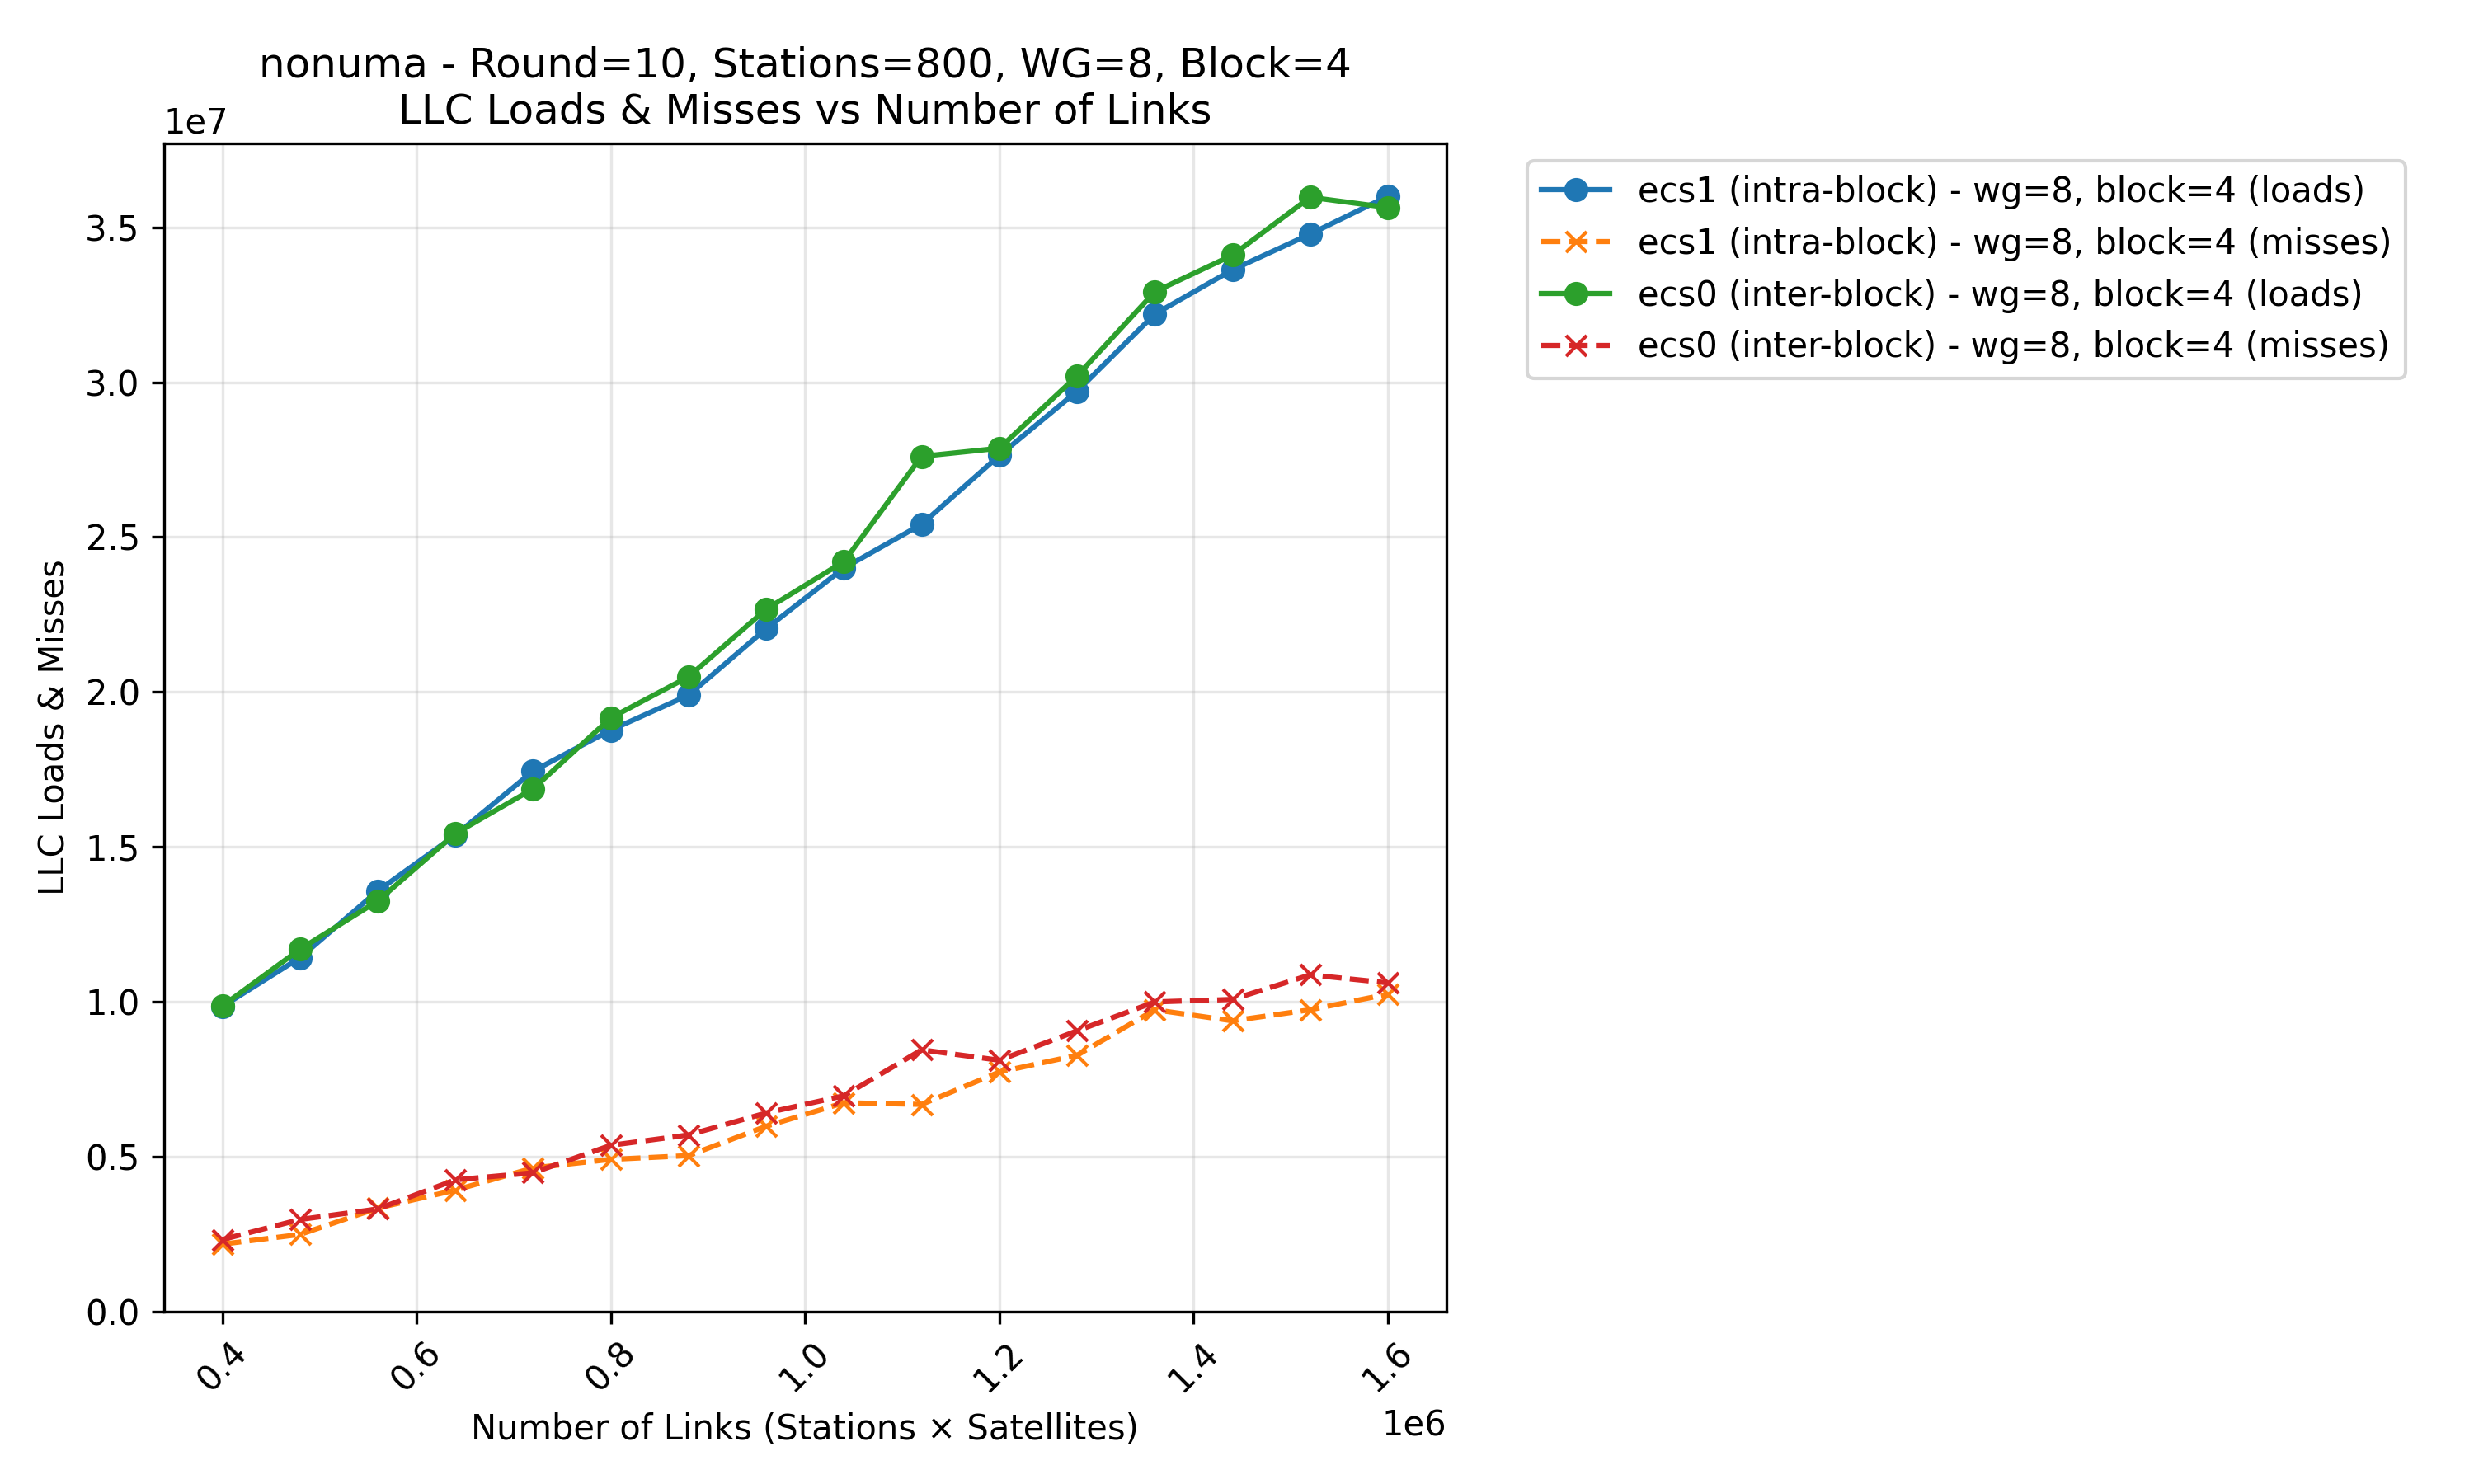 nonuma - Round=10, Stations=800, WG=8, Block=4
LLC Loads & Misses vs Number of Links
1e7
ecs1 (intra-block) - wg=8, block=4 (loads)
ecs1 (intra-block) - wg=8, block=4 (misses)
ecs0 (inter-block) - wg=8, block=4 (loads)
ecs0 (inter-block) - wg=8, block=4 (misses)
LLC Loads & Misses
3.5
3.0
2.5
2.0
1.5
1.0
0.5
0.0
0.4
0.6
0.8
1.0
1.2
1.4
1.6
Number of Links (Stations × Satellites)
1e6